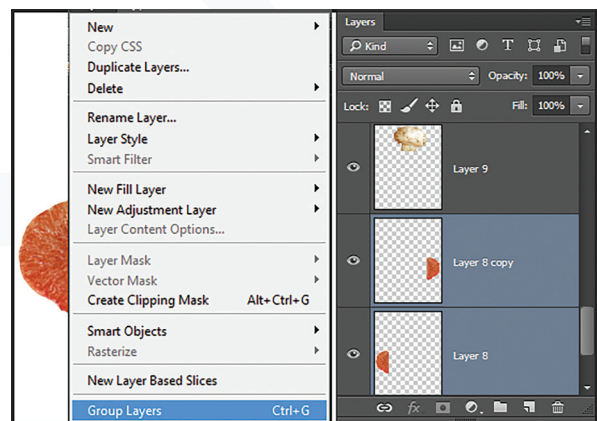 New
Copy CSS
Duplicate Layers...
Delete
Rename Layer...
Layer Style
Smart Filter
New Fill Layer
New Adjustment Layer
Layer Content Options...
Layer Mask
Vector Mask
Create Clipping Mask Alt+Ctrl+G
Smart Objects
Rasterize
New Layer Based Slices
Group Layers Ctrl+G
Layers
Kind
Normal Opacity: 100%
Lock: Fill: 100%
Layer 9
Layer 8 copy
Layer 8
fx